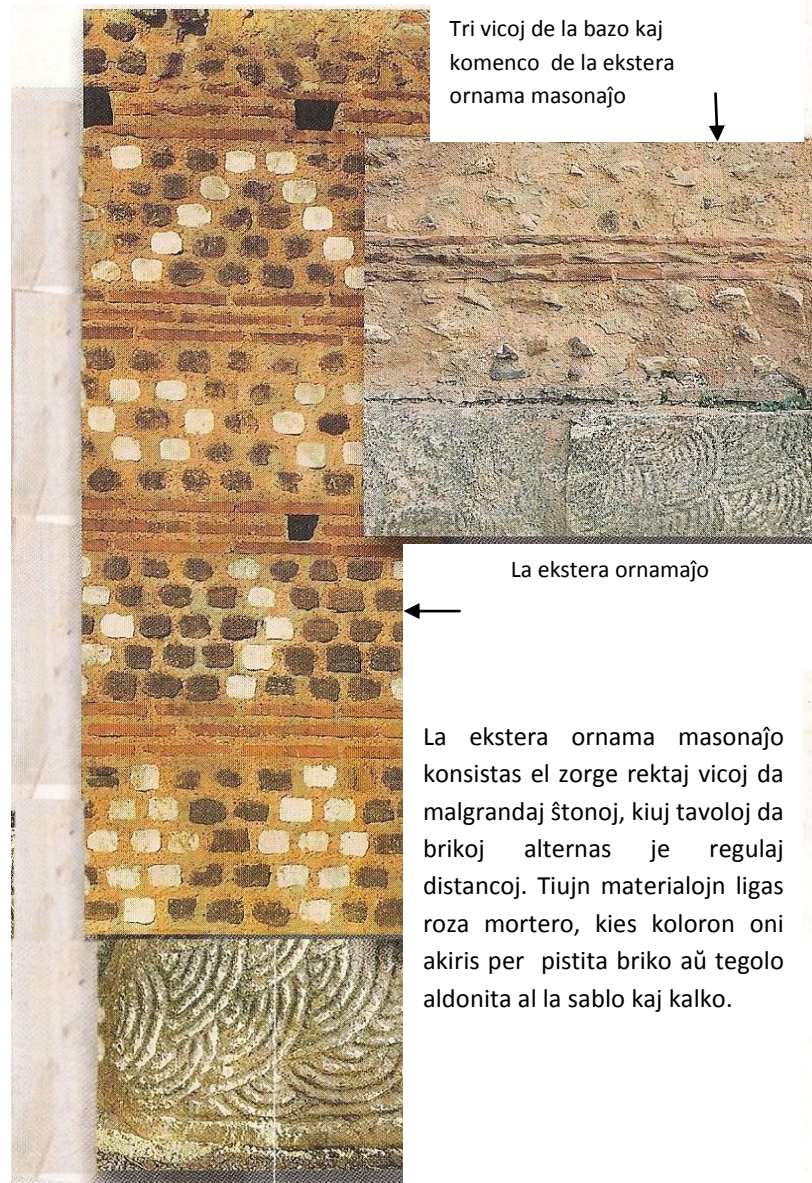 Tri vicoj de la bazo kaj
komenco de la ekstera
ornama masonaĵo
La ekstera ornamaĵo
La ekstera ornama masonaĵo
konsistas el zorge rektaj vicoj da
malgrandaj ŝtonoj, kiuj tavoloj da
brikoj alternas je regulaj
distancoj. Tiujn materialojn ligas
roza mortero, kies koloron oni
akiris per pistita briko aŭ tegolo
aldonita al la sablo kaj kalko.